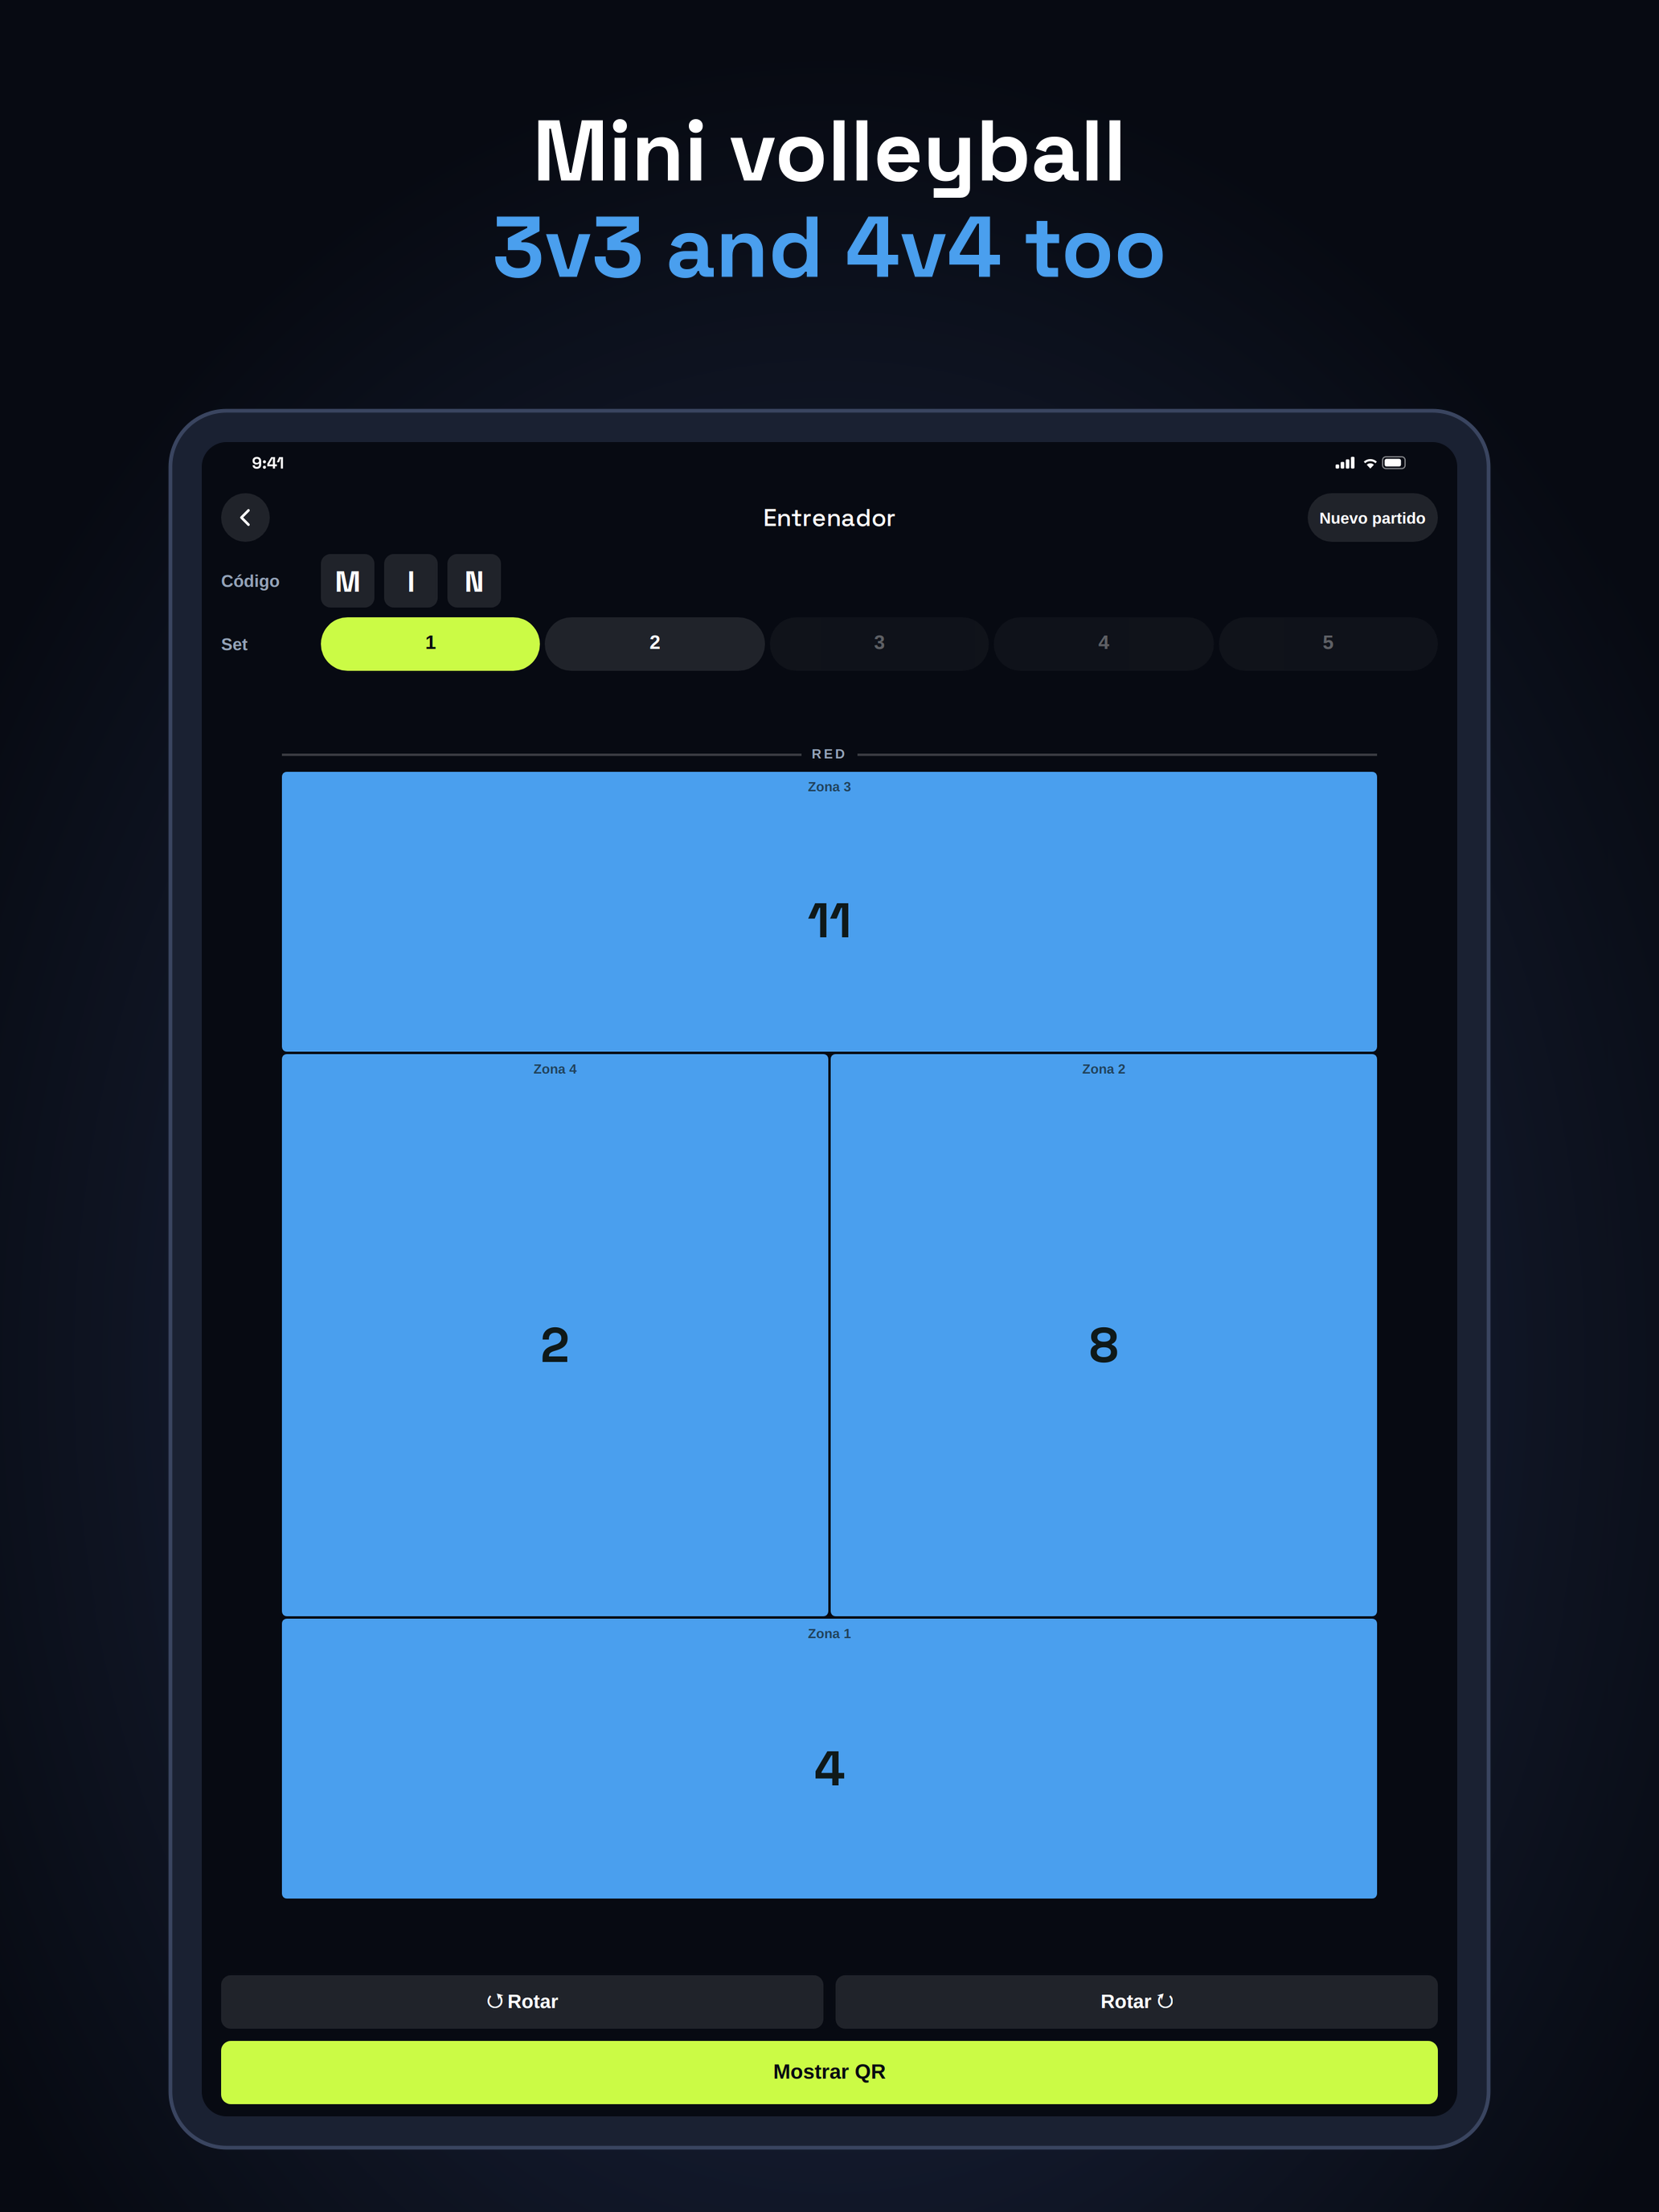 Mini volleyball
3v3 and 4v4 too
9:41
Entrenador
Nuevo partido
Código
M I N
Set
1 2 3 4 5
RED
Zona 3
11
Zona 4
Zona 2
2
8
Zona 1
4
Rotar
Rotar
Mostrar QR